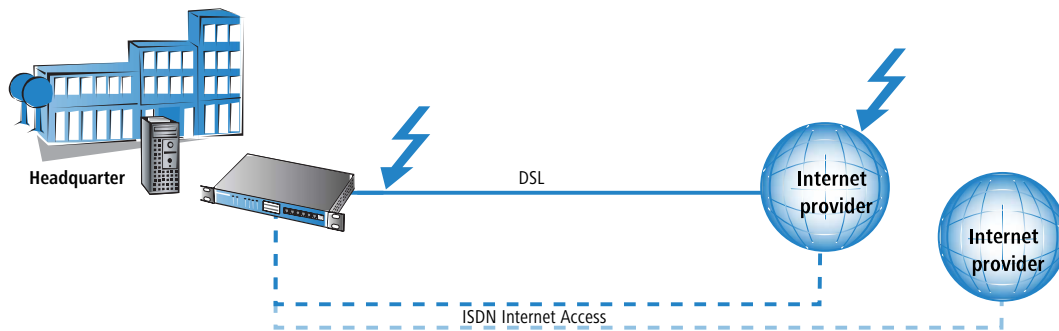 Headquarter
DSL
Internet
provider
Internet
provider
ISDN Internet Access